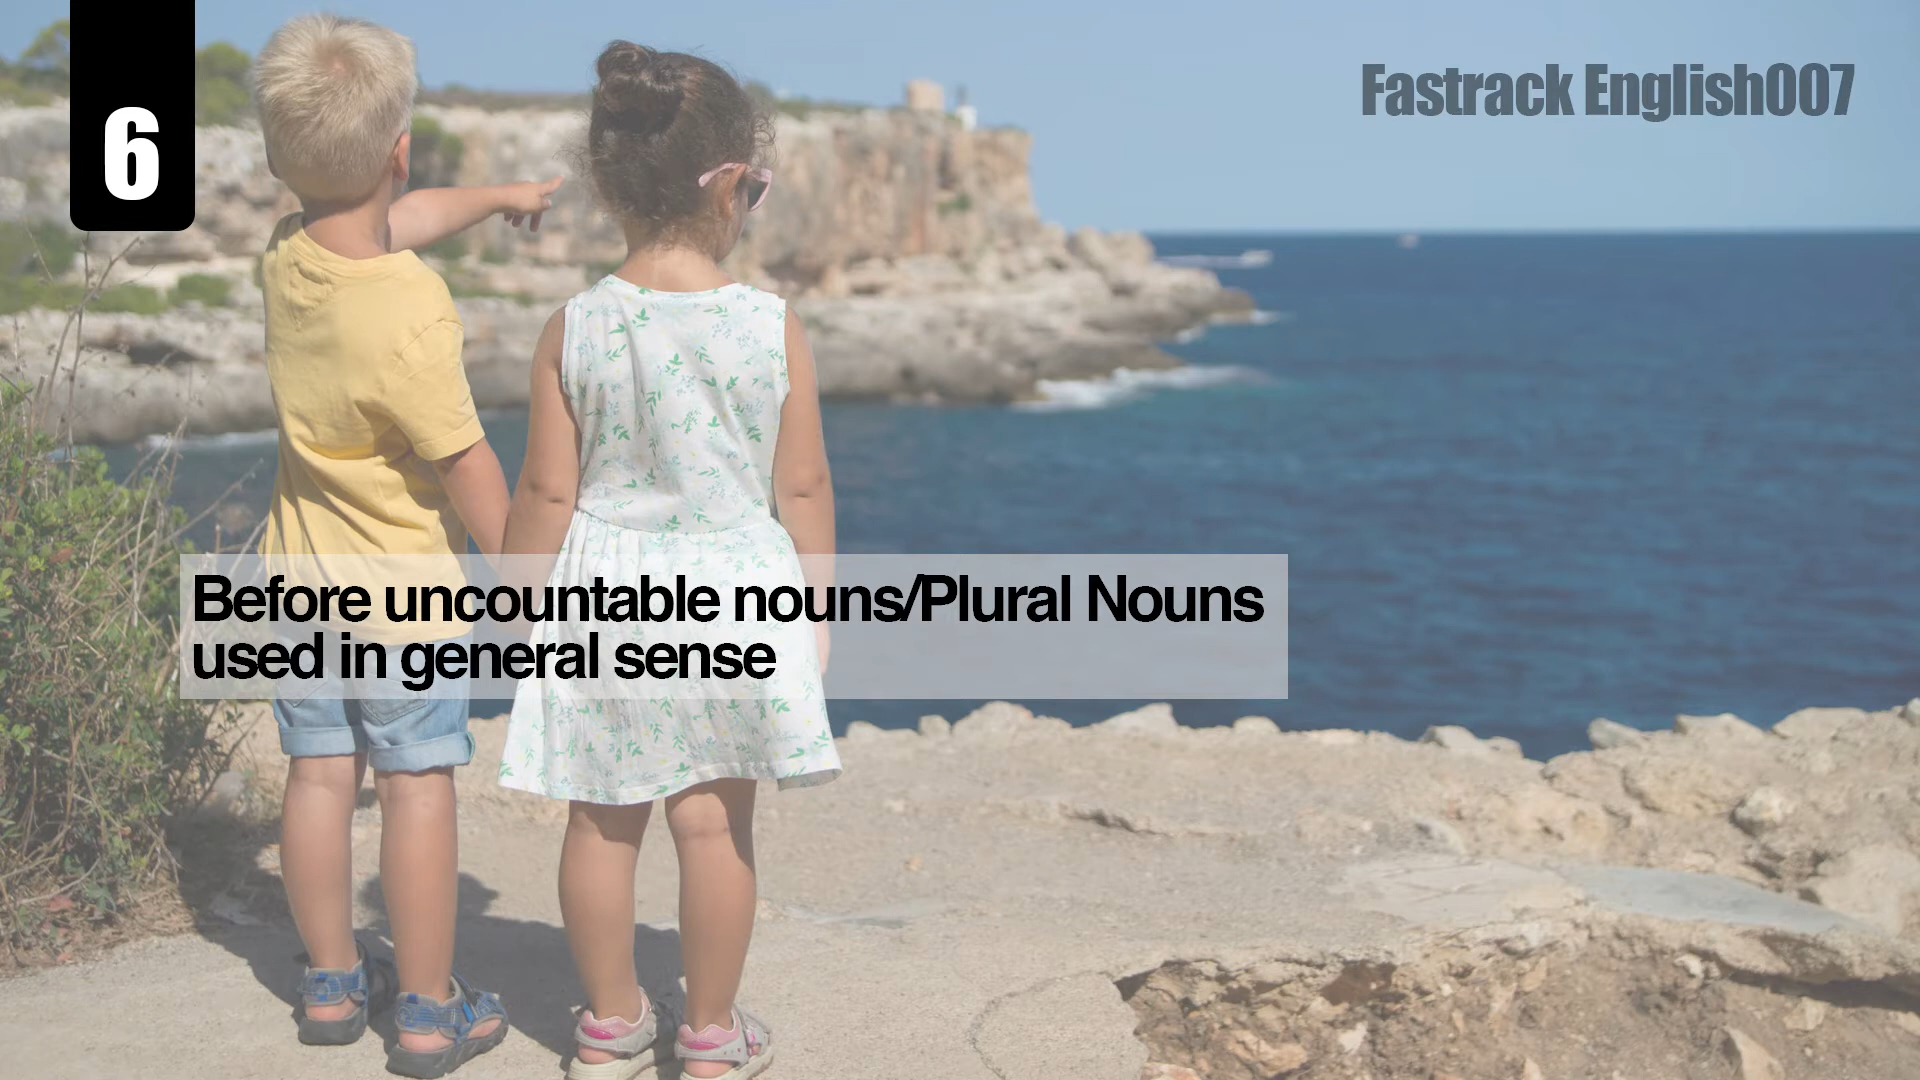 6
Fastrack English007
Before uncountable nouns/Plural Nouns
used in general sense